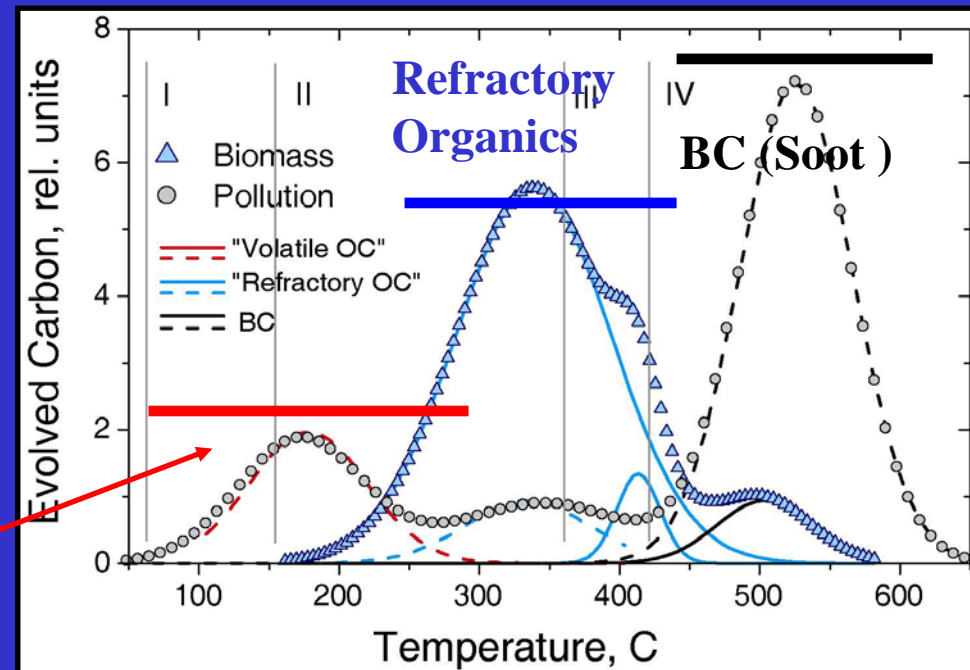 8
6
4
2
0
Evolved Carbon, rel. units
I
II
III
IV
Refractory
Organics
BC (Soot )
Biomass
Pollution
"Volatile OC"
"Refractory OC"
BC
100
200
300
400
500
600
Temperature, C